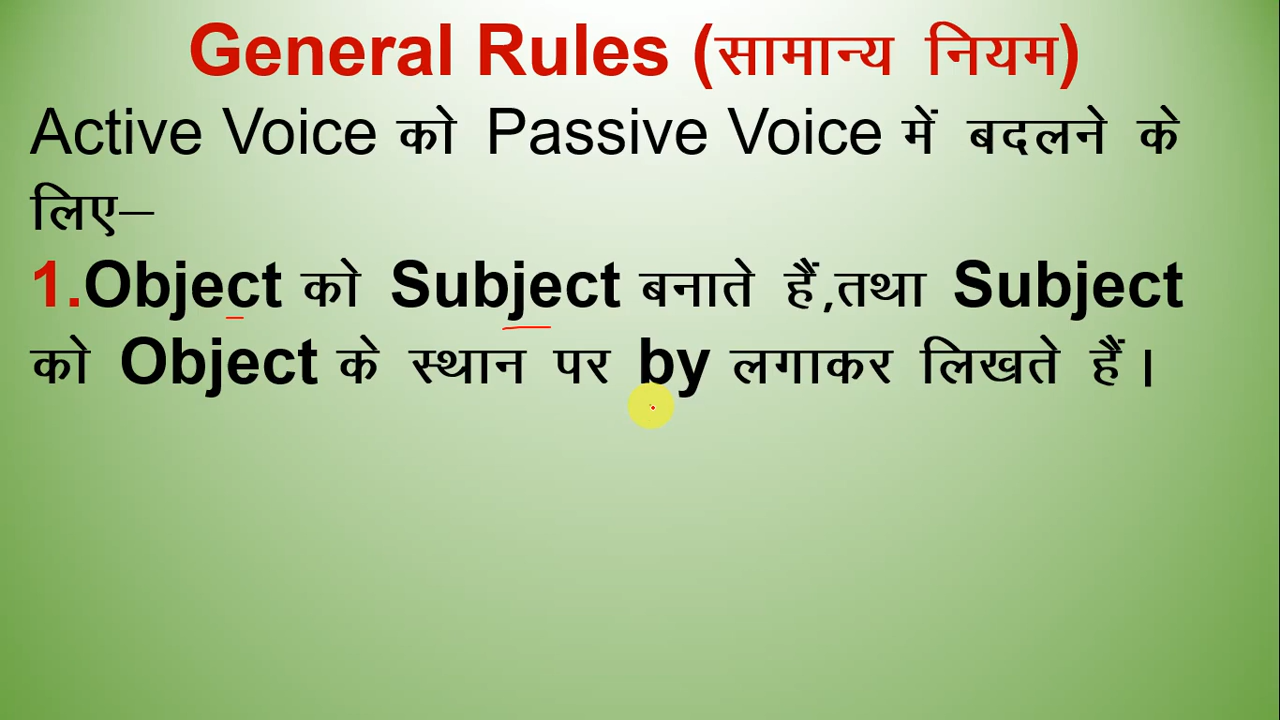 General Rules (सामान्य नियम)
Active Voice को Passive Voice में बदलने के
लिए–
1.Object को Subject बनाते हैं,तथा Subject
को Object के स्थान पर by लगाकर लिखते हैं।